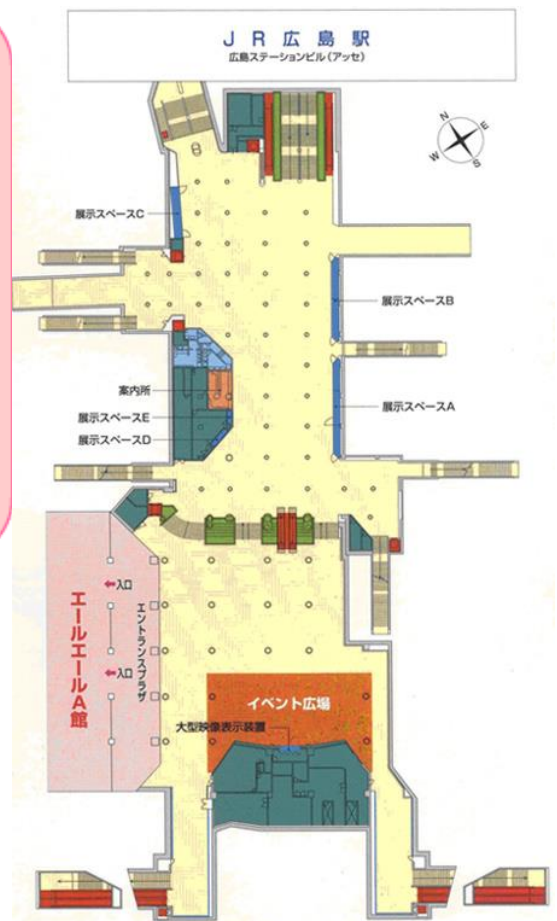 JR広島駅
広島ステーションビル(アッセ)
N
E
W
S
展示スペースC
展示スペースB
案内所
展示スペースE
展示スペースA
展示スペースD
入口
エールエールA館
エントランスプラザ
入口
イベント広場
大型映像表示装置